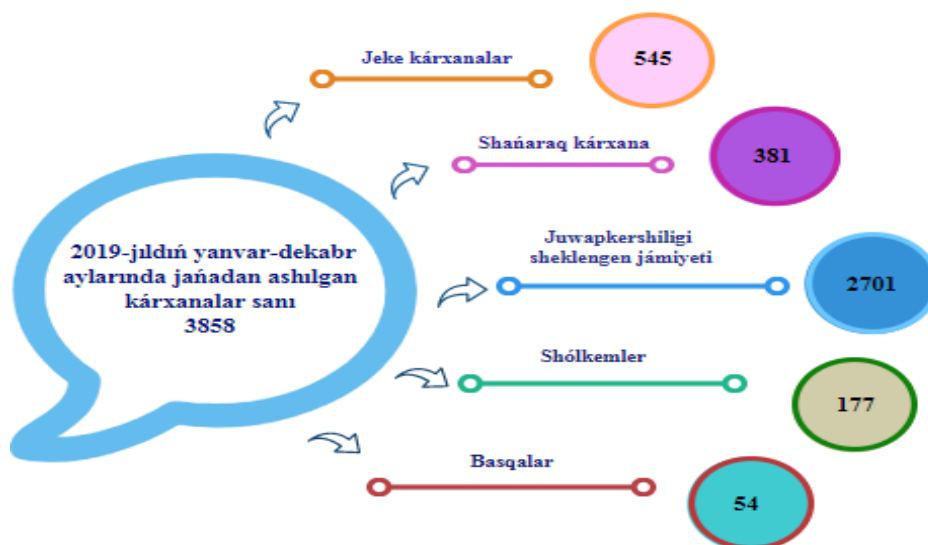 2019-jıldıń yanvar-dekabr
aylarında jańadan ashılgan
kárxanalar sanı
3858
Jeke kárxanalar
545
Shańaraq kárxana
381
Juwapkershiligi
sheklengen jámiyeti
2701
Shólkemler
177
Basqalar
54